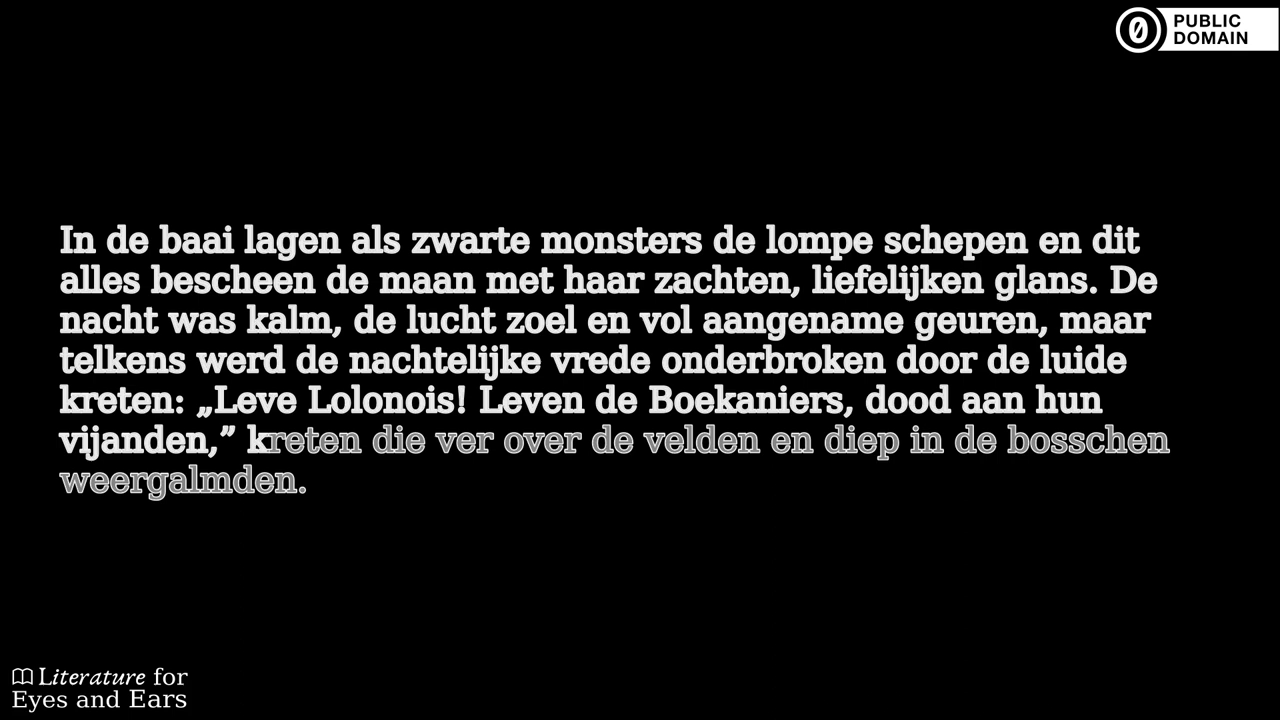 PUBLIC
DOMAIN
In de baai lagen als zwarte monsters de lompe schepen en dit
alles bescheen de maan met haar zachten, liefelijken glans. De
nacht was kalm, de lucht zoel en vol aangename geuren, maar
telkens werd de nachtelijke vrede onderbroken door de luide
kreten: „Leve Lolonois! Leven de Boekaniers, dood aan hun
vijanden,” kreten die ver over de velden en diep in de bosschen
weergalmden.
Literature for
Eyes and Ears